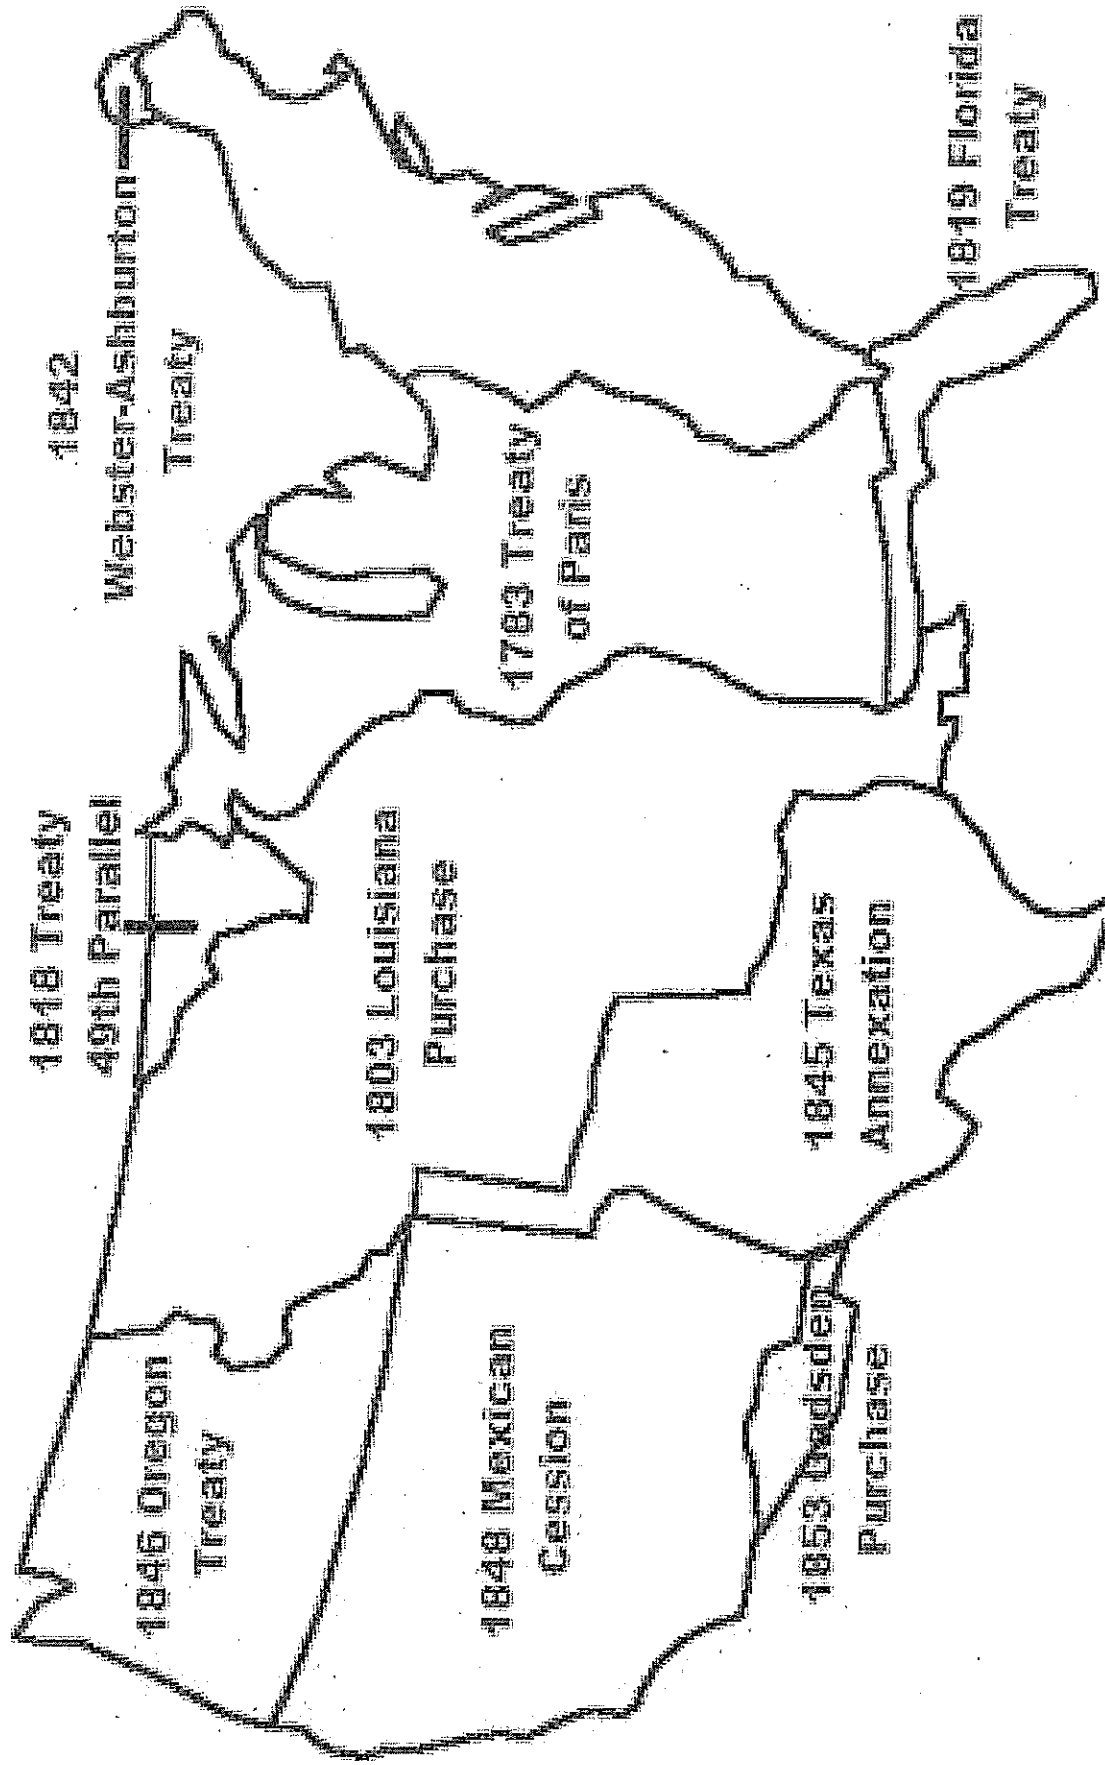 1842
Webster-Ashburton
Treaty
1818 Treaty
49th Parallel
1846 Oregon
Treaty
1803 Louisiana
Purchase
1783 Treaty
of Paris
1848 Mexican
Cession
1845 Texas
Annexation
1853 Gadsden
Purchase
1819 Florida
Treaty